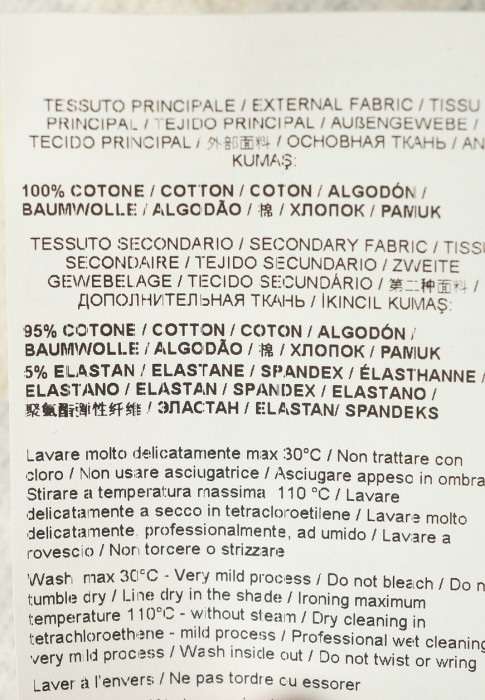 TESSUTO PRINCIPALE / EXTERNAL FABRIC / TISSU
PRINCIPAL / TEJIDO PRINCIPAL / AUßENGEWEBE /
TECIDO PRINCIPAL / 外部面料 / ОСНОВНАЯ ТКАНЬ / AN
KUMAŞ:
100% COTONE / COTTON / COTON / ALGODÓN /
BAUMWOLLE / ALGODÃO / 棉 / ХЛОПОК / PAMUK
TESSUTO SECONDARIO / SECONDARY FABRIC / TISSU
SECONDAIRE / TEJIDO SECUNDARIO / ZWEITE
GEWEBELAGE / TECIDO SECUNDÁRIO / 第二种面料 /
ДОПОЛНИТЕЛЬНАЯ ТКАНЬ / İKINCIL KUMAŞ:
95% COTONE / COTTON / COTON / ALGODÓN /
BAUMWOLLE / ALGODÃO / 棉 / ХЛОПОК / PAMUK
5% ELASTAN / ELASTANE / SPANDEX / ÉLASTHANNE /
ELASTANO / ELASTAN / SPANDEX / ELASTANO /
聚氨酯弹性纤维 / ЭЛАСТАН / ELASTAN/ SPANDEKS
Lavare molto delicatamente max 30°C / Non trattare con
cloro / Non usare asciugatrice / Asciugare appeso in ombra
Stirare a temperatura massima 110 °C / Lavare
delicatamente a secco in tetracloroetilene / Lavare molto
delicatamente, professionalmente, ad umido / Lavare a
rovescio / Non torcere o strizzare
Wash max 30°C - Very mild process / Do not bleach / Do n
tumble dry / Line dry in the shade / Ironing maximum
temperature 110°C - without steam / Dry cleaning in
tetrachloroethene - mild process / Professional wet cleaning
very mild process / Wash inside out / Do not twist or wring
Laver à l'envers / Ne pas tordre cu essorer